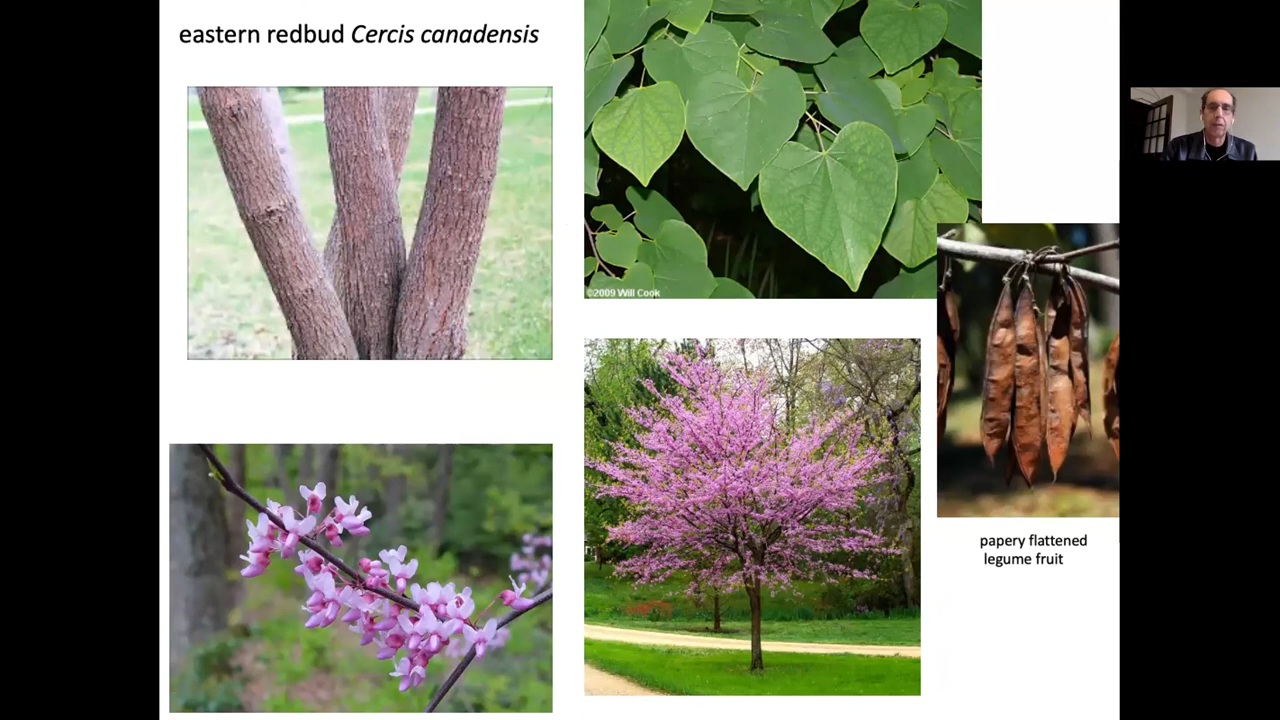 eastern redbud Cercis canadensis
©2009 Will Cook
papery flattened
legume fruit